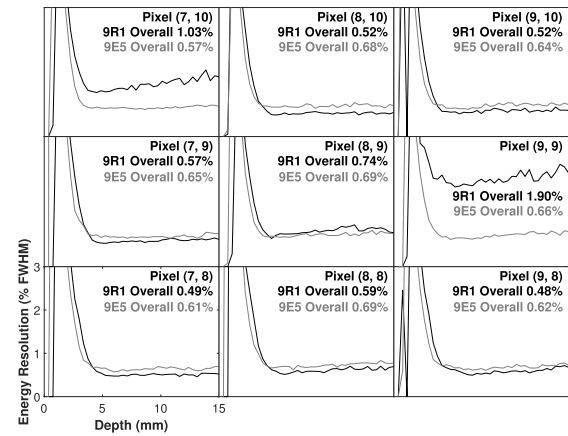 Pixel (7, 10)
9R1 Overall 1.03%
9E5 Overall 0.57%
Pixel (8, 10)
9R1 Overall 0.52%
9E5 Overall 0.68%
Pixel (9, 10)
9R1 Overall 0.52%
9E5 Overall 0.64%
Pixel (7, 9)
9R1 Overall 0.57%
9E5 Overall 0.65%
Pixel (8, 9)
9R1 Overall 0.74%
9E5 Overall 0.69%
Pixel (9, 9)
9R1 Overall 1.90%
9E5 Overall 0.66%
Pixel (7, 8)
9R1 Overall 0.49%
9E5 Overall 0.61%
Pixel (8, 8)
9R1 Overall 0.59%
9E5 Overall 0.69%
Pixel (9, 8)
9R1 Overall 0.48%
9E5 Overall 0.62%
Energy Resolution (% FWHM)
3
2
1
0
0 5 10 15
Depth (mm)